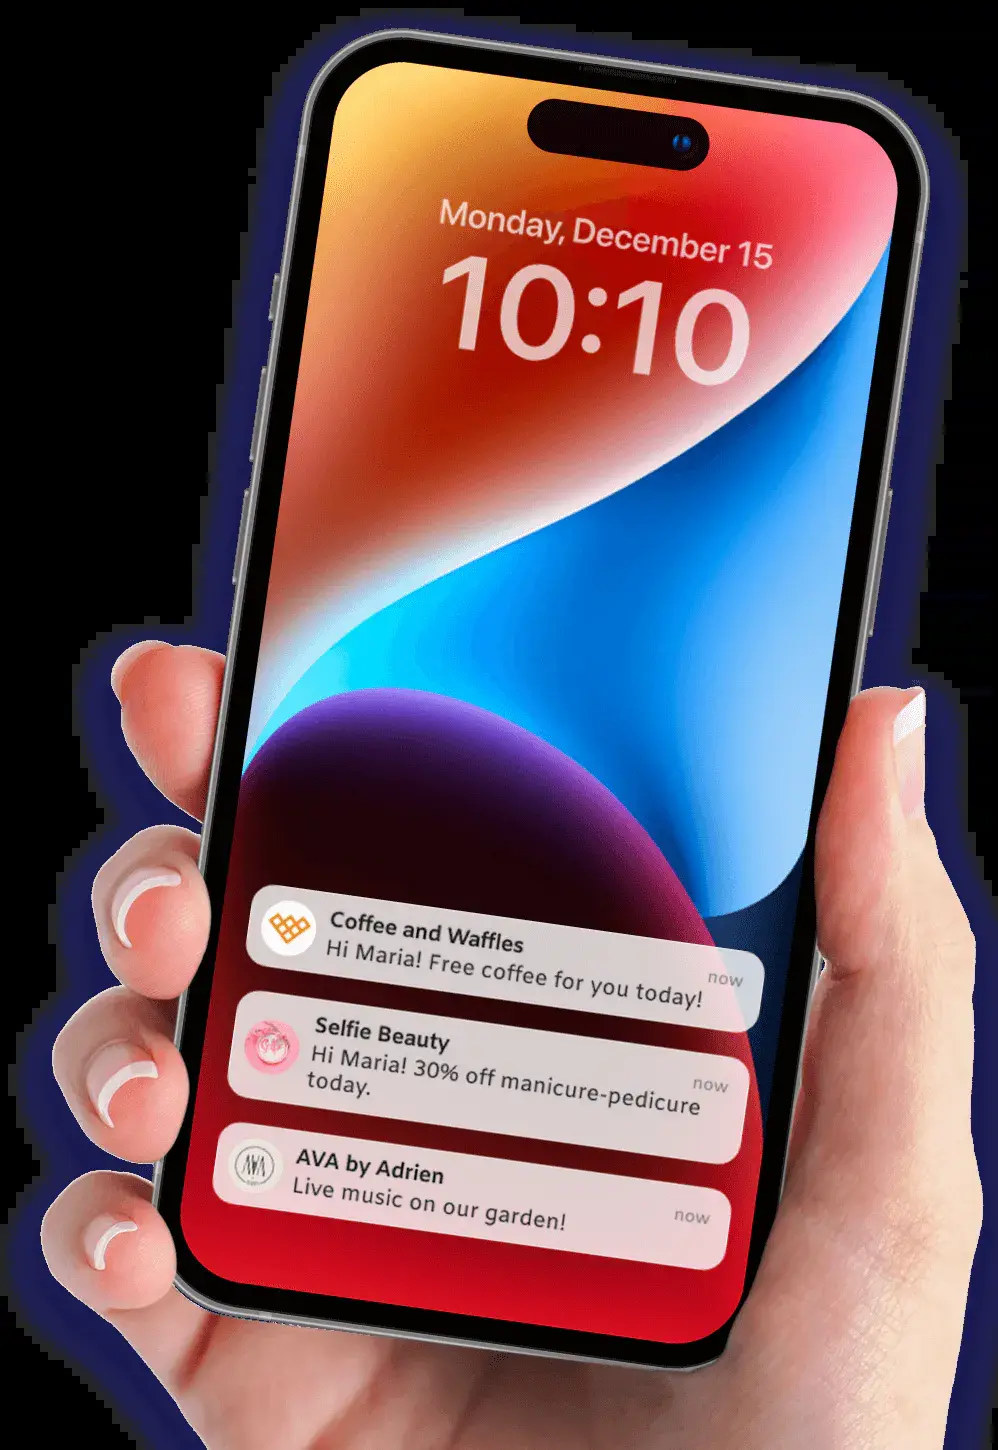 Monday, December 15
10:10
Coffee and Waffles
now
Hi Maria! Free coffee for you today!
Selfie Beauty
now
Hi Maria! 30% off manicure-pedicure
today.
AVA
AVA by Adrien
now
Live music on our garden!